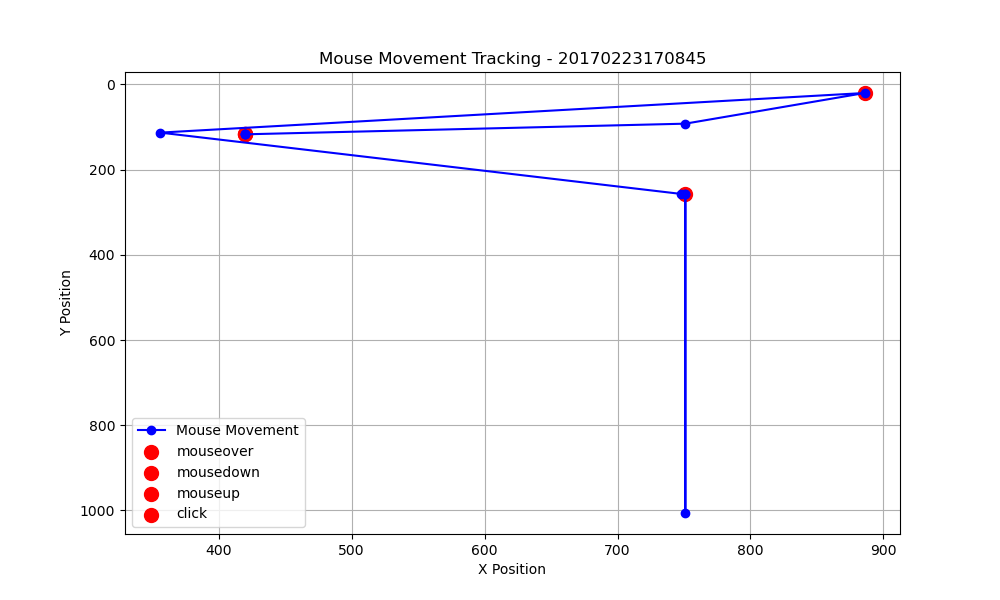 Mouse Movement Tracking - 20170223170845
0
200
400
600
800
1000
Y Position
Mouse Movement
mouseover
mousedown
mouseup
click
400
500
600
700
800
900
X Position